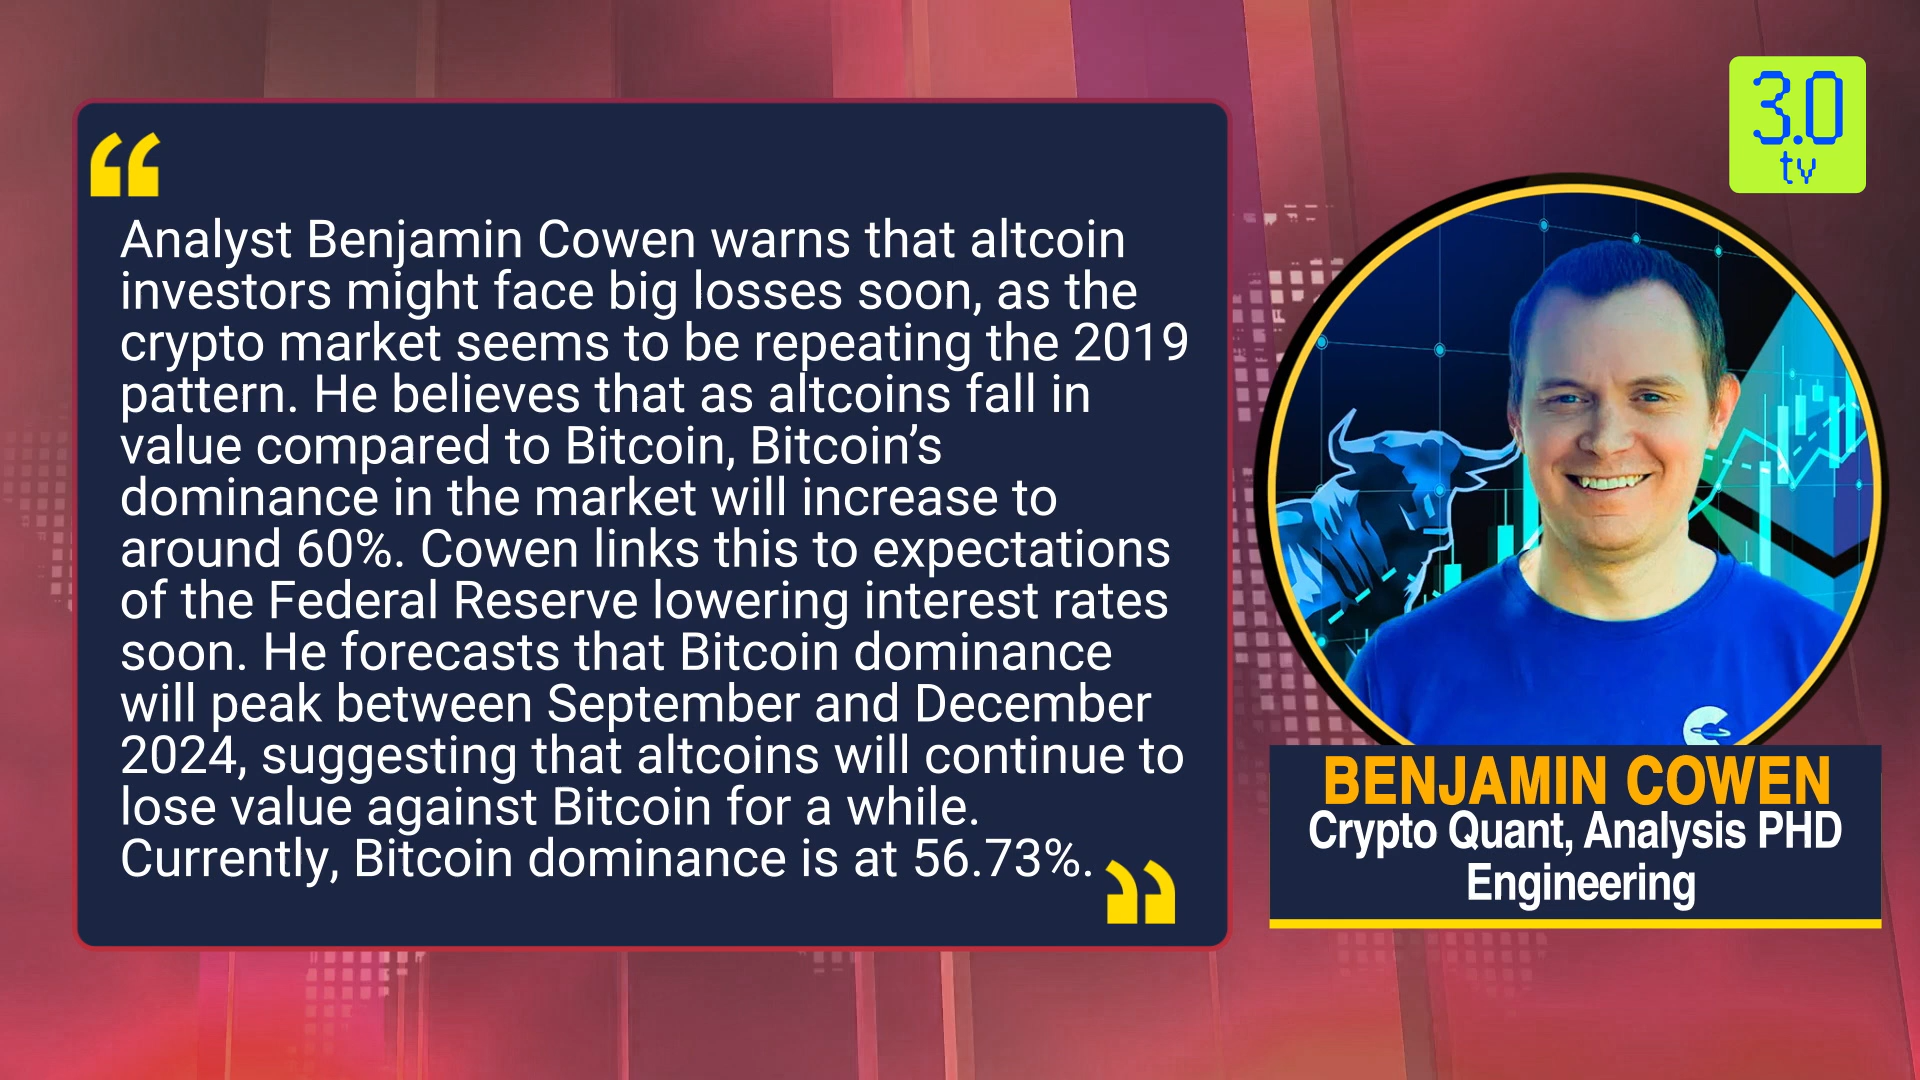 3.0
tv
“
Analyst Benjamin Cowen warns that altcoin
investors might face big losses soon, as the
crypto market seems to be repeating the 2019
pattern. He believes that as altcoins fall in
value compared to Bitcoin, Bitcoin’s
dominance in the market will increase to
around 60%. Cowen links this to expectations
of the Federal Reserve lowering interest rates
soon. He forecasts that Bitcoin dominance
will peak between September and December
2024, suggesting that altcoins will continue to
lose value against Bitcoin for a while.
Currently, Bitcoin dominance is at 56.73%.
”
BENJAMIN COWEN
Crypto Quant, Analysis PHD
Engineering